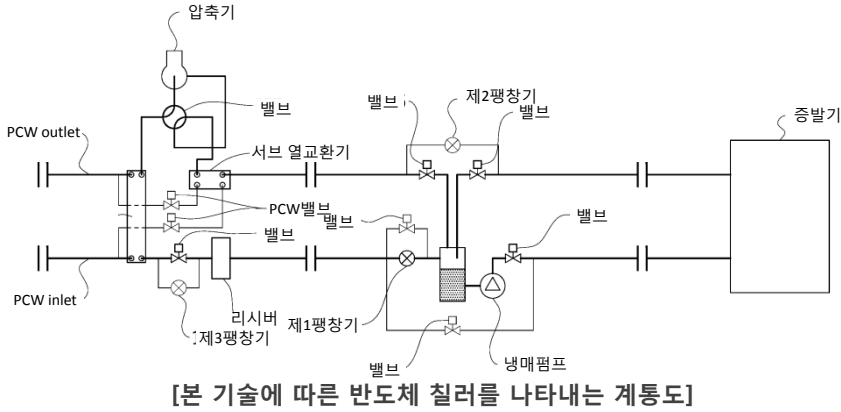 압축기
밸브
PCW outlet
서브 열교환기
밸브
제2팽창기
밸브
증발기
PCW밸브
밸브
밸브
밸브
PCW inlet
리시버
제1팽창기
제3팽창기
밸브
냉매펌프
[본 기술에 따른 반도체 칠러를 나타내는 계통도]